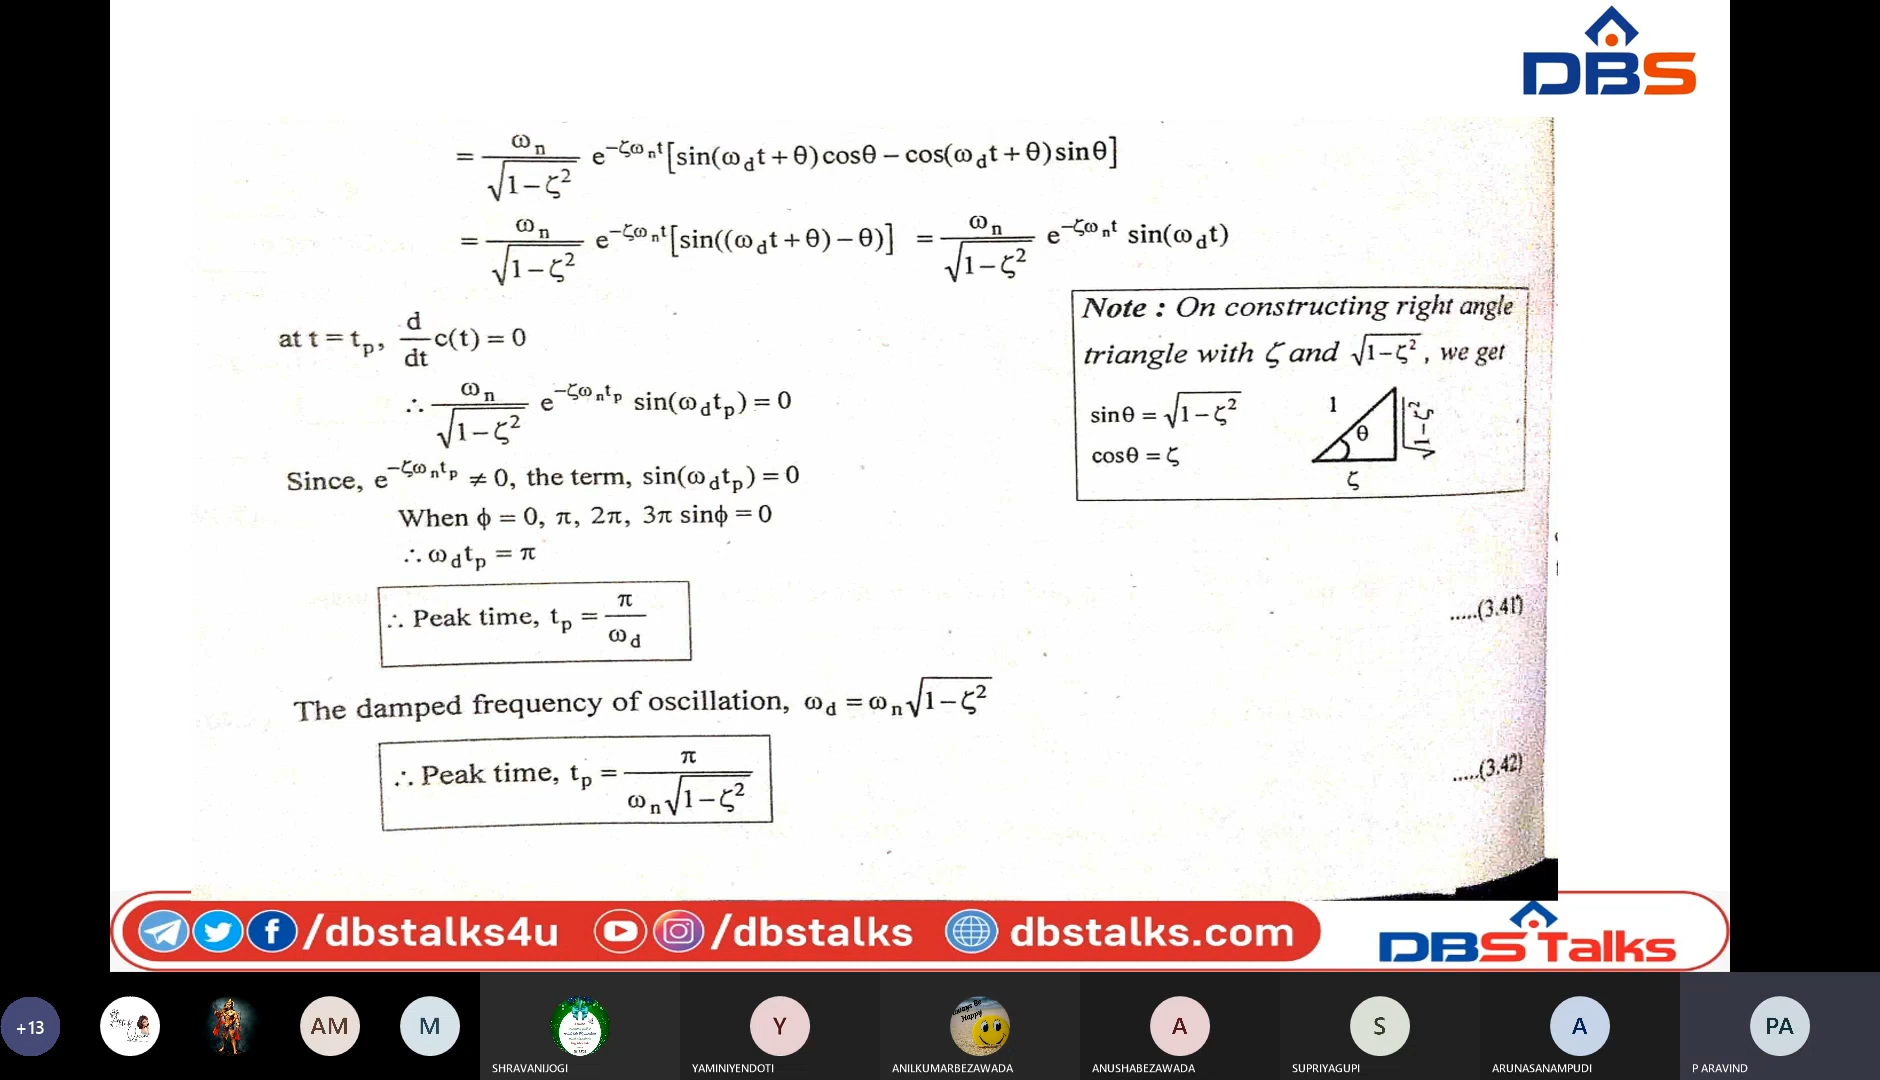 DBS
= ωn/√(1−ζ²) e^(−ζωnt) [sin(ωdt + θ)cosθ − cos(ωdt + θ)sinθ]
= ωn/√(1−ζ²) e^(−ζωnt) [sin((ωdt + θ) − θ)] = ωn/√(1−ζ²) e^(−ζωnt) sin(ωdt)
at t = tp, d/dt c(t) = 0
∴ ωn/√(1−ζ²) e^(−ζωntp) sin(ωdtp) = 0
Since, e^(−ζωntp) ≠ 0, the term, sin(ωdtp) = 0
When ϕ = 0, π, 2π, 3π sinϕ = 0
∴ ωdtp = π
Note : On constructing right angle
triangle with ζ and √(1−ζ²), we get
sinθ = √(1−ζ²)
cosθ = ζ
1
θ
√1−ζ²
ζ
∴ Peak time, tp = π/ωd
.....(3.41)
The damped frequency of oscillation, ωd = ωn√(1−ζ²)
∴ Peak time, tp = π/(ωn√(1−ζ²))
.....(3.42)
/dbstalks4u /dbstalks dbstalks.com DBS Talks
+13 AM M Y A S A PA
SHRAVANIJOGI YAMINIYENDOTI ANILKUMARBEZAWADA ANUSHABEZAWADA SUPRIYAGUPI ARUNASANAMPUDI P ARAVIND